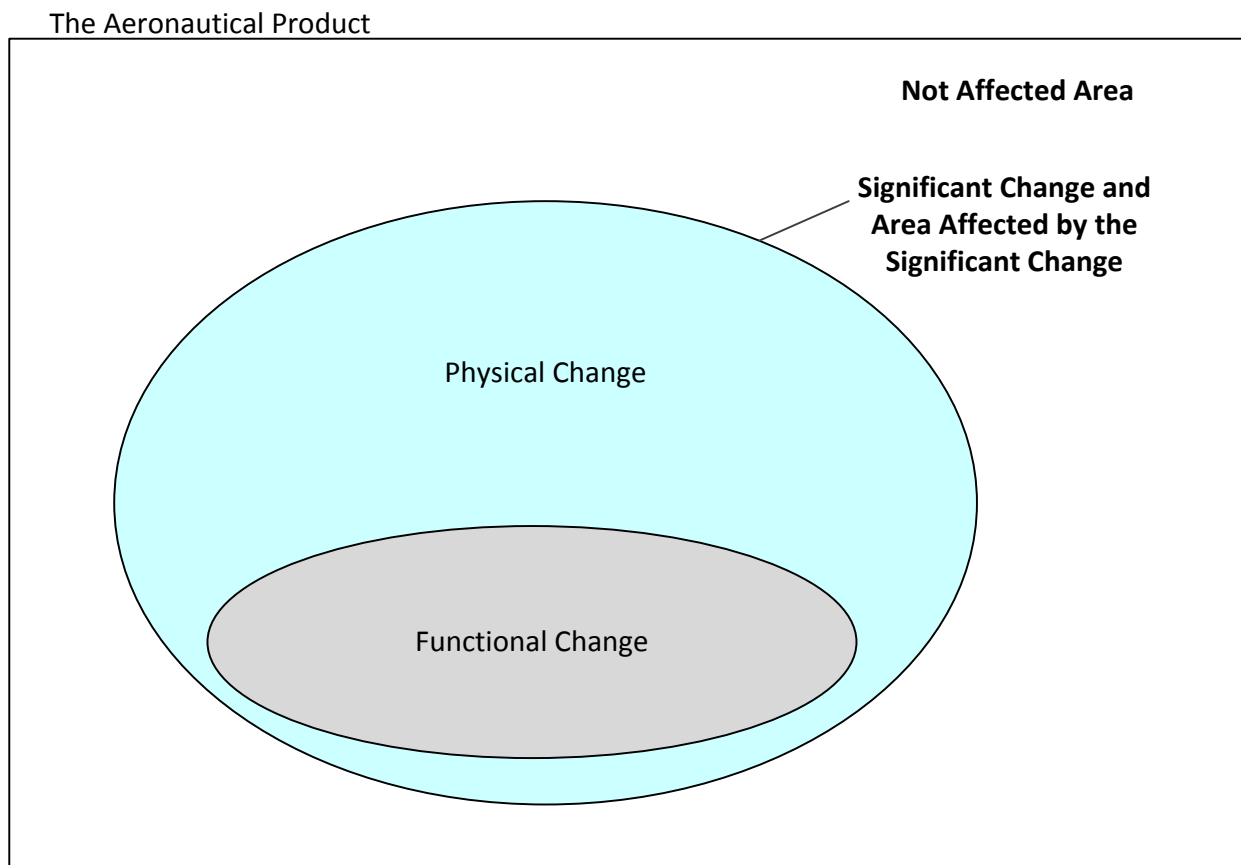 The Aeronautical Product
Not Affected Area
Significant Change and
Area Affected by the
Significant Change
Physical Change
Functional Change